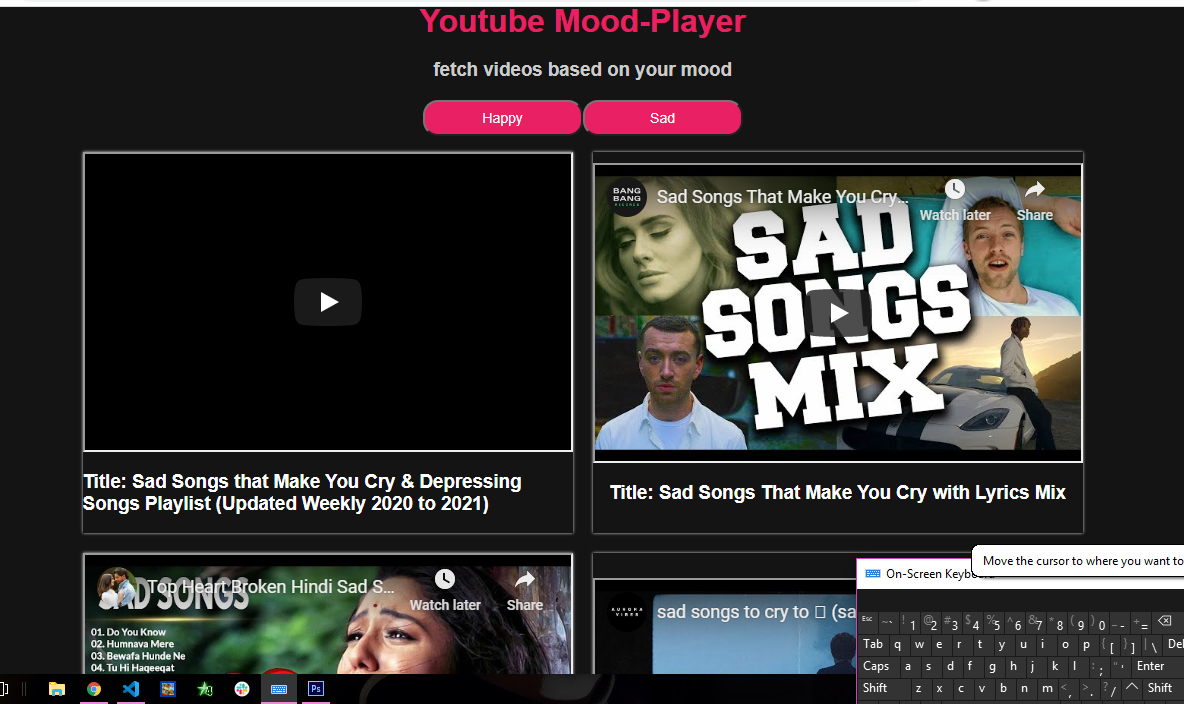 Youtube Mood-Player
fetch videos based on your mood
Happy
Sad
BANG
BANG
RECORDS
Sad Songs That Make You Cry...
Watch later
Share
SAD
SONGS
MIX
Title: Sad Songs that Make You Cry & Depressing
Songs Playlist (Updated Weekly 2020 to 2021)
Title: Sad Songs That Make You Cry with Lyrics Mix
Top Heart Broken Hindi Sad S...
SAD SONGS
Watch later
Share
01. Do You Know
02. Humnava Mere
03. Bewafa Hunde Ne
04. Tu Hi Haqeeqat
AURORA
VIBES
sad songs to cry to (sa
Move the cursor to where you want to
On-Screen Keyboard
Esc ~ ` ! 1 @ 2 # 3 $ 4 % 5 ^ 6 & 7 * 8 ( 9 ) 0 _ - + =
Tab q w e r t y u i o p { [ } ] | \ Del
Caps a s d f g h j k l : ; " ' Enter
Shift z x c v b n m < , > . ? / Shift
Ps